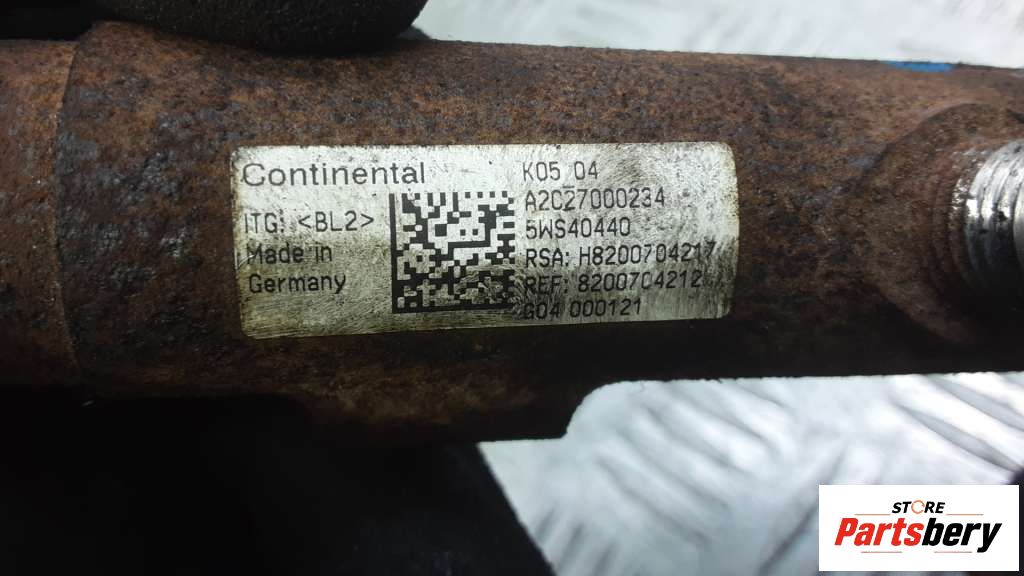 Continental
ITG! <BL2>
Made in
Germany
K05 04
A2C27000234
5WS40440
RSA: H8200704217
REF: 8200704212
G04 000121
STORE
Partsbery